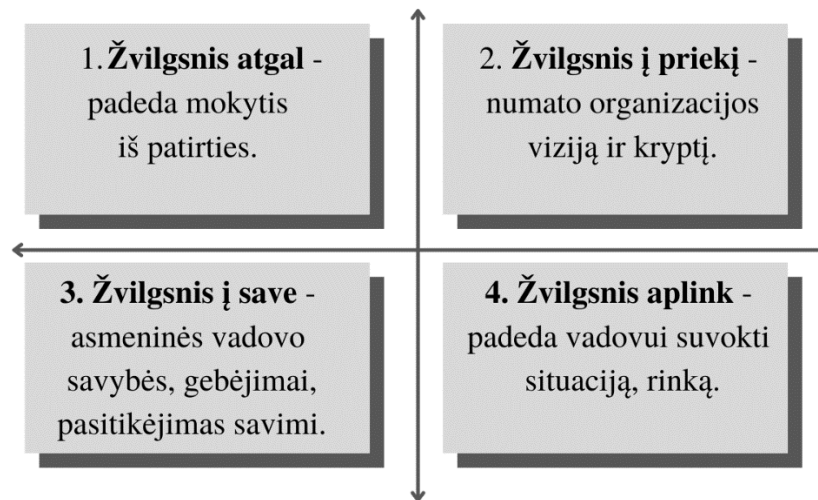 1. Žvilgsnis atgal -
padeda mokytis
iš patirties.
2. Žvilgsnis į priekį -
numato organizacijos
viziją ir kryptį.
3. Žvilgsnis į save -
asmeninės vadovo
savybės, gebėjimai,
pasitikėjimas savimi.
4. Žvilgsnis aplink -
padeda vadovui suvokti
situaciją, rinką.